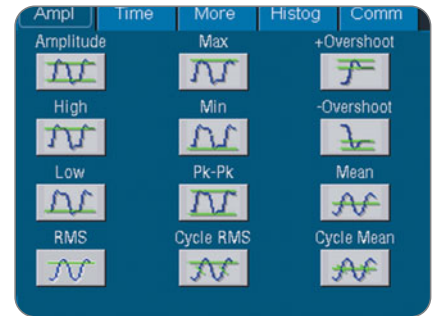 Ampl Time More Histog Comm
Amplitude Max +Overshoot
High Min -Overshoot
Low Pk-Pk Mean
RMS Cycle RMS Cycle Mean